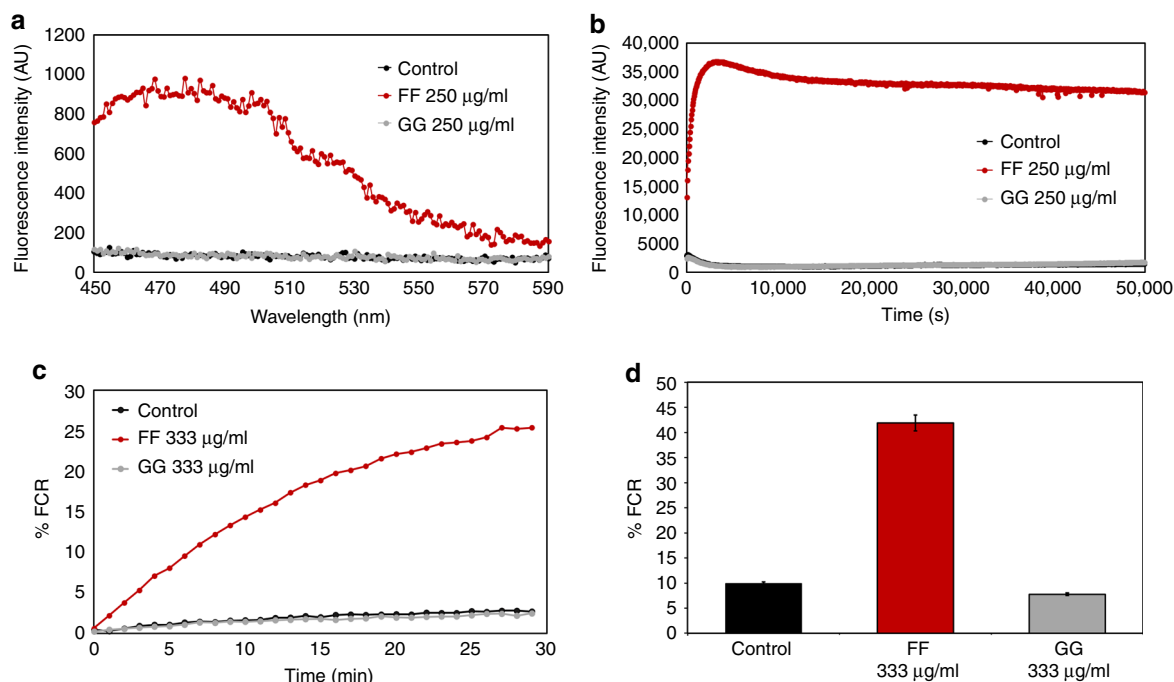 a
Fluorescence intensity (AU)
1200
1000
800
600
400
200
0
450 470 490 510 530 550 570 590
Wavelength (nm)
Control
FF 250 µg/ml
GG 250 µg/ml
b
Fluorescence intensity (AU)
40,000
35,000
30,000
25,000
20,000
15,000
10,000
5000
0
0 10,000 20,000 30,000 40,000 50,000
Time (s)
Control
FF 250 µg/ml
GG 250 µg/ml
c
% FCR
30
25
20
15
10
5
0
0 5 10 15 20 25 30
Time (min)
Control
FF 333 µg/ml
GG 333 µg/ml
d
% FCR
50
45
40
35
30
25
20
15
10
5
0
Control FF GG
333 µg/ml 333 µg/ml